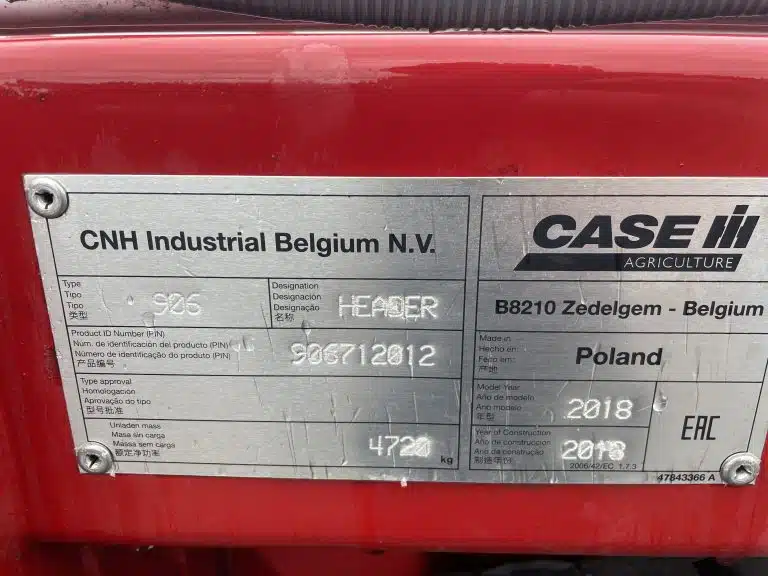 CNH Industrial Belgium N.V.
Type
Tipo
Tipo
类型
906
Designation
Designación
Designação
名称
HEADER
Product ID Number (PIN)
Num. de identificación del producto (PIN)
Número de identificação do produto (PIN)
产品编号
906712012
Type approval
Homologación
Aprovação do tipo
型号批准
Unladen mass
Masa sin carga
Massa sem carga
额定净功率
4720
kg
CASE IH
AGRICULTURE
B8210 Zedelgem - Belgium
Made in
Hecho en
Feito em
产地
Poland
Model Year
Año de modelo
Ano modelo
年型
2018
Year of Construction
Año de construcción
Ano de construção
制造年份
2018
2006/42/EC 1.7.3
EAC
47843366 A